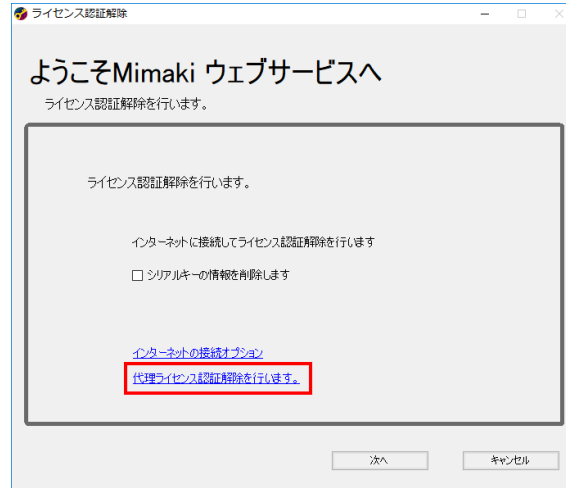 ライセンス認証解除
ようこそMimaki ウェブサービスへ
ライセンス認証解除を行います。
ライセンス認証解除を行います。
インターネットに接続してライセンス認証解除を行います
シリアルキーの情報を削除します
インターネットの接続オプション
代理ライセンス認証解除を行います。
次へ
キャンセル